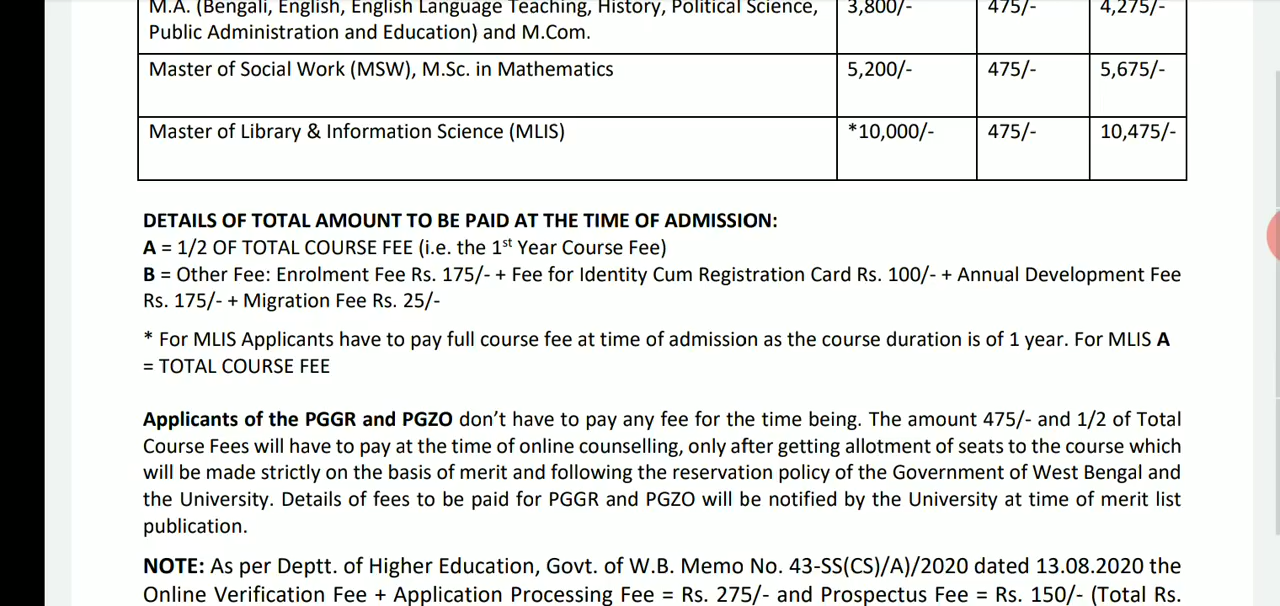 M.A. (Bengali, English, English Language Teaching, History, Political Science, 3,800/- 475/- 4,275/-
Public Administration and Education) and M.Com.
Master of Social Work (MSW), M.Sc. in Mathematics 5,200/- 475/- 5,675/-
Master of Library & Information Science (MLIS) *10,000/- 475/- 10,475/-
DETAILS OF TOTAL AMOUNT TO BE PAID AT THE TIME OF ADMISSION:
A = 1/2 OF TOTAL COURSE FEE (i.e. the 1st Year Course Fee)
B = Other Fee: Enrolment Fee Rs. 175/- + Fee for Identity Cum Registration Card Rs. 100/- + Annual Development Fee
Rs. 175/- + Migration Fee Rs. 25/-
* For MLIS Applicants have to pay full course fee at time of admission as the course duration is of 1 year. For MLIS A
= TOTAL COURSE FEE
Applicants of the PGGR and PGZO don’t have to pay any fee for the time being. The amount 475/- and 1/2 of Total
Course Fees will have to pay at the time of online counselling, only after getting allotment of seats to the course which
will be made strictly on the basis of merit and following the reservation policy of the Government of West Bengal and
the University. Details of fees to be paid for PGGR and PGZO will be notified by the University at time of merit list
publication.
NOTE: As per Deptt. of Higher Education, Govt. of W.B. Memo No. 43-SS(CS)/A)/2020 dated 13.08.2020 the
Online Verification Fee + Application Processing Fee = Rs. 275/- and Prospectus Fee = Rs. 150/- (Total Rs.